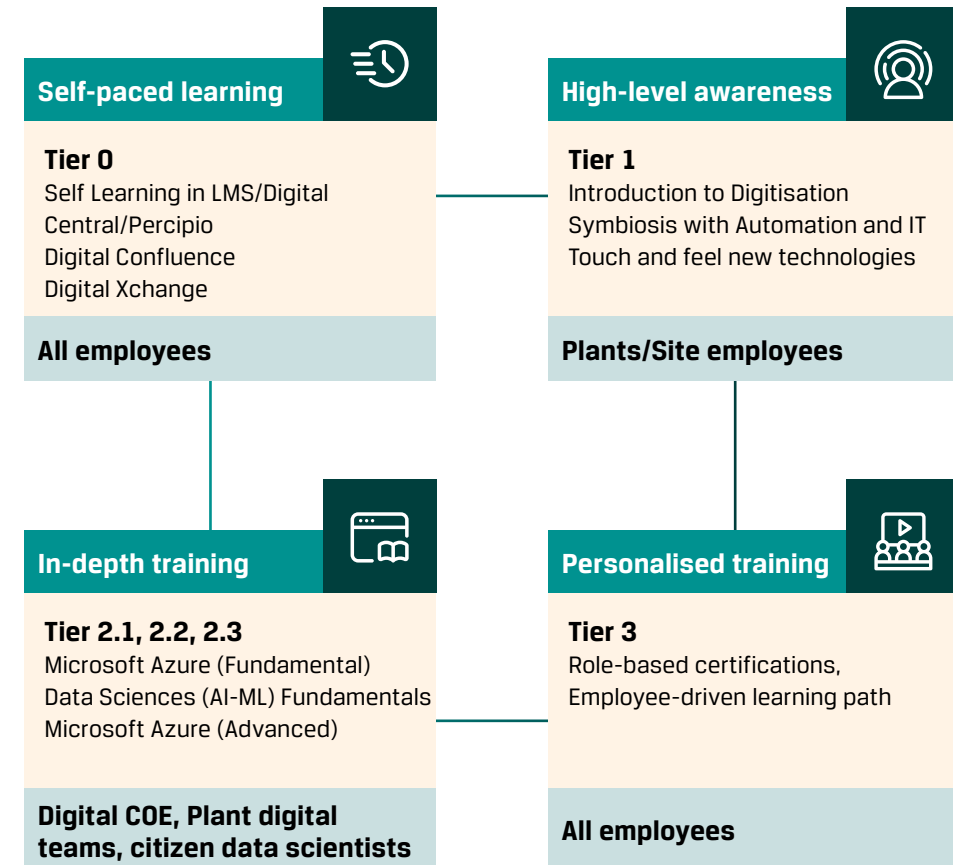 Self-paced learning
Tier 0
Self Learning in LMS/Digital
Central/Percipio
Digital Confluence
Digital Xchange
All employees
High-level awareness
Tier 1
Introduction to Digitisation
Symbiosis with Automation and IT
Touch and feel new technologies
Plants/Site employees
In-depth training
Tier 2.1, 2.2, 2.3
Microsoft Azure (Fundamental)
Data Sciences (AI-ML) Fundamentals
Microsoft Azure (Advanced)
Digital COE, Plant digital
teams, citizen data scientists
Personalised training
Tier 3
Role-based certifications,
Employee-driven learning path
All employees